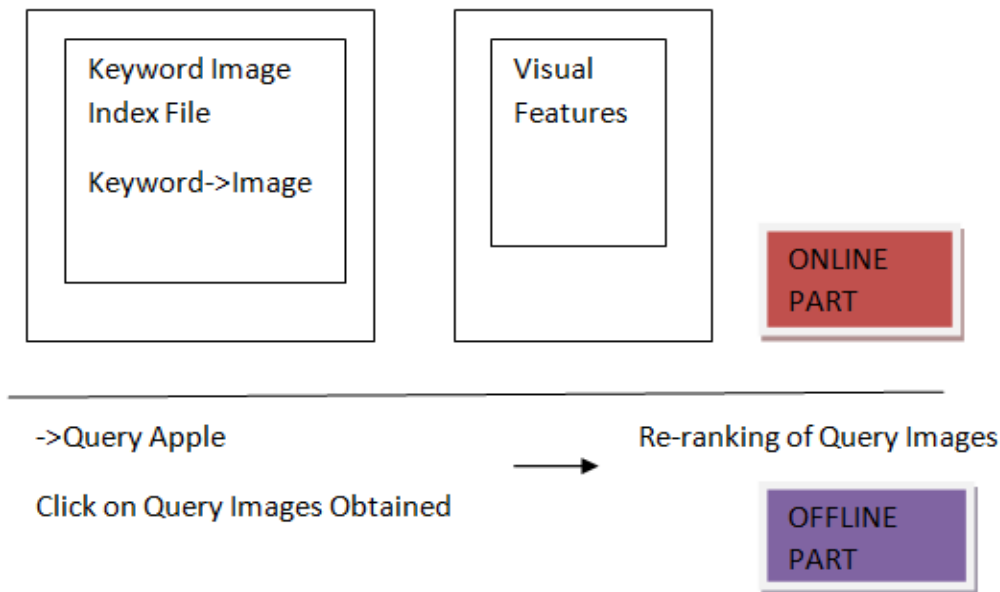 Keyword Image
Index File
Keyword->Image
Visual
Features
ONLINE
PART
->Query Apple
Click on Query Images Obtained
Re-ranking of Query Images
OFFLINE
PART